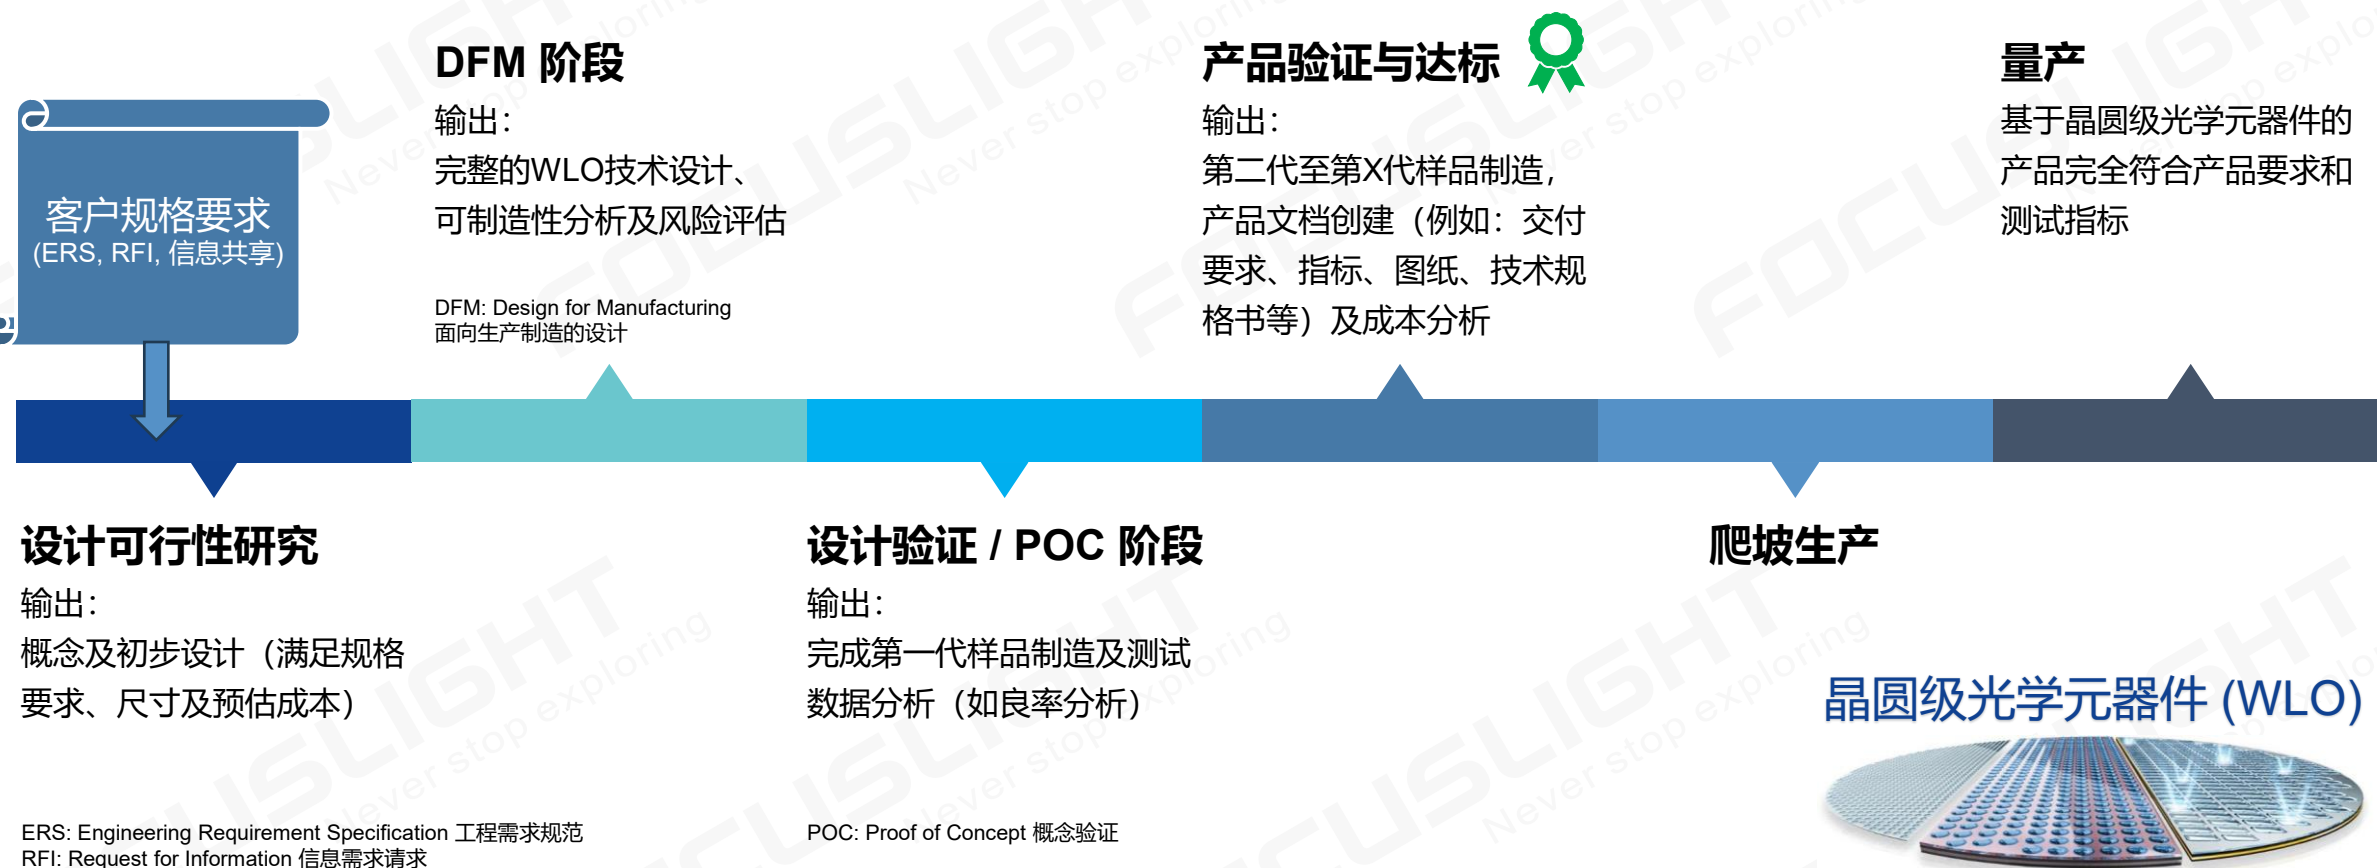 客户规格要求
(ERS, RFI, 信息共享)
DFM 阶段
输出：
完整的WLO技术设计、
可制造性分析及风险评估
DFM: Design for Manufacturing
面向生产制造的设计
产品验证与达标
输出：
第二代至第X代样品制造，
产品文档创建（例如：交付
要求、指标、图纸、技术规
格书等）及成本分析
量产
基于晶圆级光学元器件的
产品完全符合产品要求和
测试指标
设计可行性研究
输出：
概念及初步设计（满足规格
要求、尺寸及预估成本）
ERS: Engineering Requirement Specification 工程需求规范
RFI: Request for Information 信息需求请求
设计验证 / POC 阶段
输出：
完成第一代样品制造及测试
数据分析（如良率分析）
POC: Proof of Concept 概念验证
爬坡生产
晶圆级光学元器件 (WLO)
FOCUSLIGHT
Never stop exploring